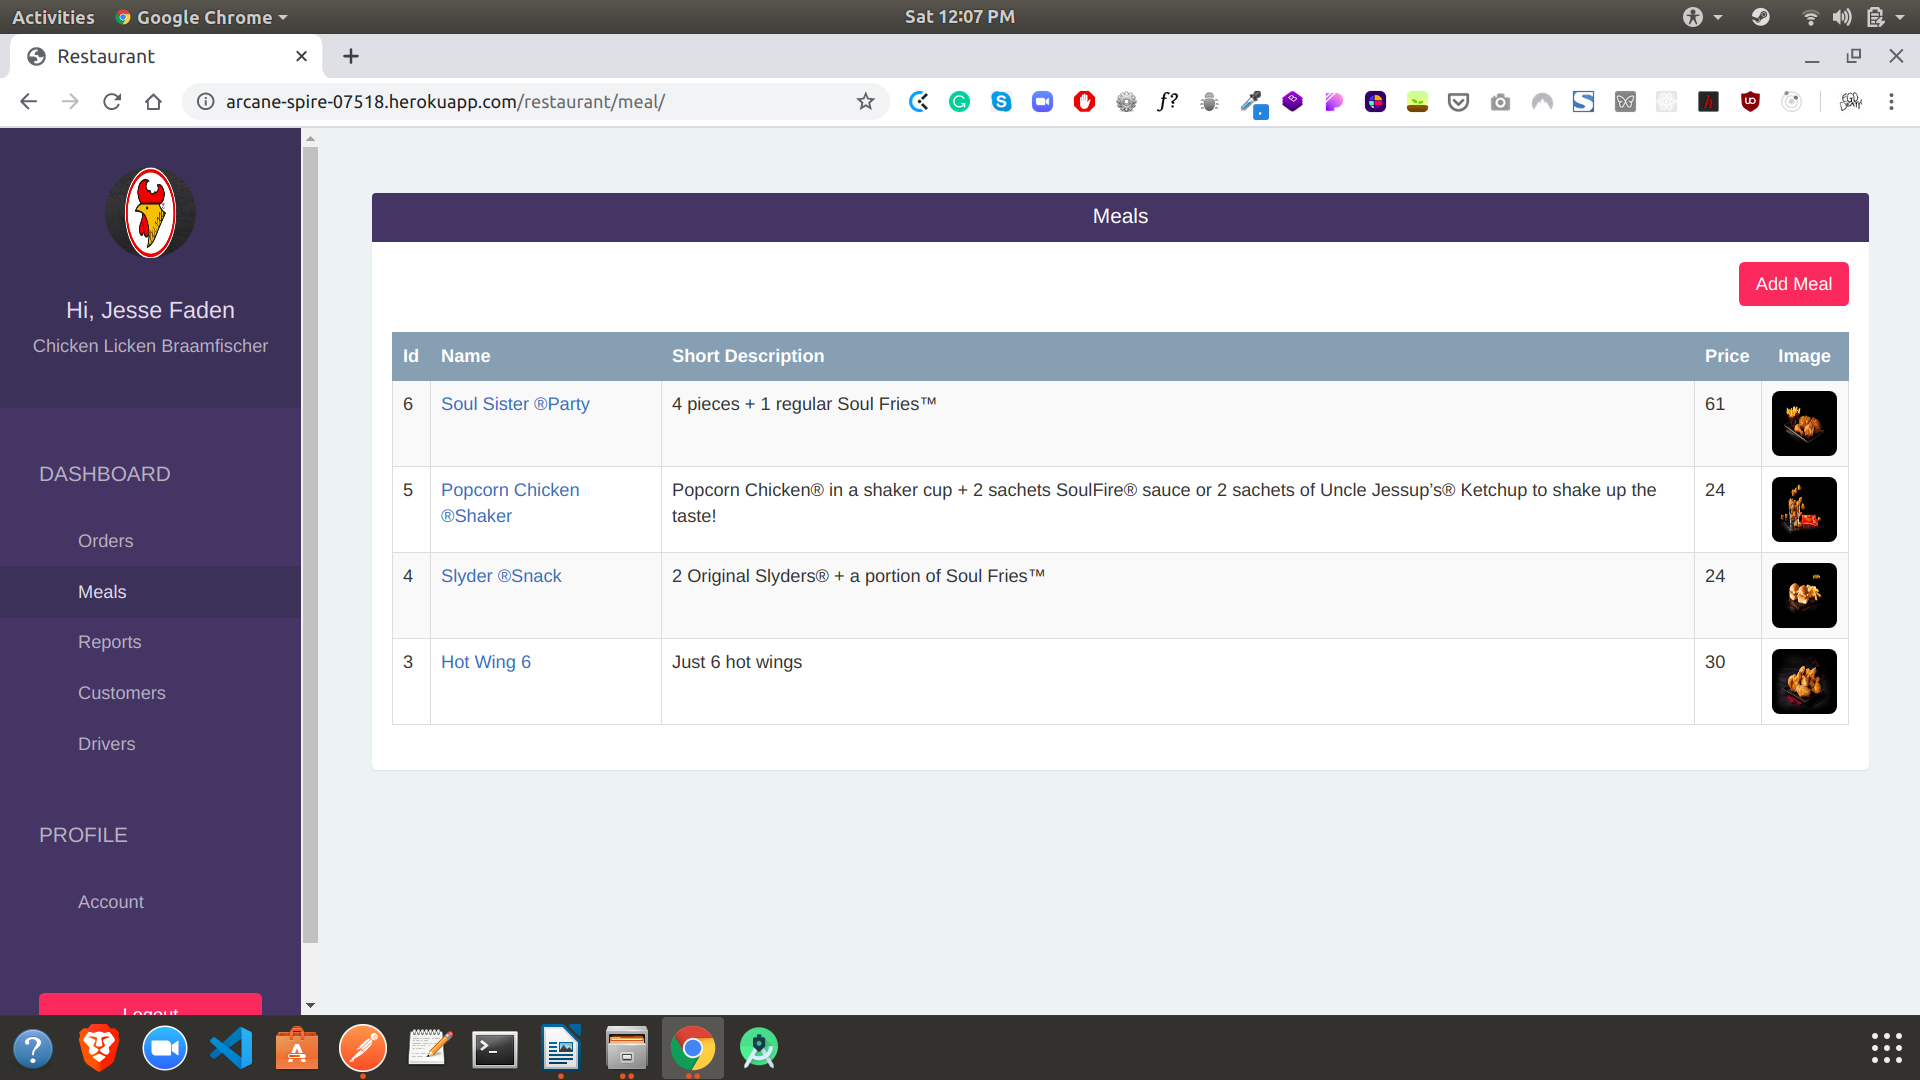 Activities
Google Chrome
Sat 12:07 PM
Restaurant
arcane-spire-07518.herokuapp.com/restaurant/meal/
f?
Hi, Jesse Faden
Chicken Licken Braamfischer
DASHBOARD
Orders
Meals
Reports
Customers
Drivers
PROFILE
Account
Logout
Meals
Add Meal
Id Name Short Description Price Image
6 Soul Sister ®Party 4 pieces + 1 regular Soul Fries™ 61
5 Popcorn Chicken Popcorn Chicken® in a shaker cup + 2 sachets SoulFire® sauce or 2 sachets of Uncle Jessup’s® Ketchup to shake up the 24
®Shaker taste!
4 Slyder ®Snack 2 Original Slyders® + a portion of Soul Fries™ 24
3 Hot Wing 6 Just 6 hot wings 30